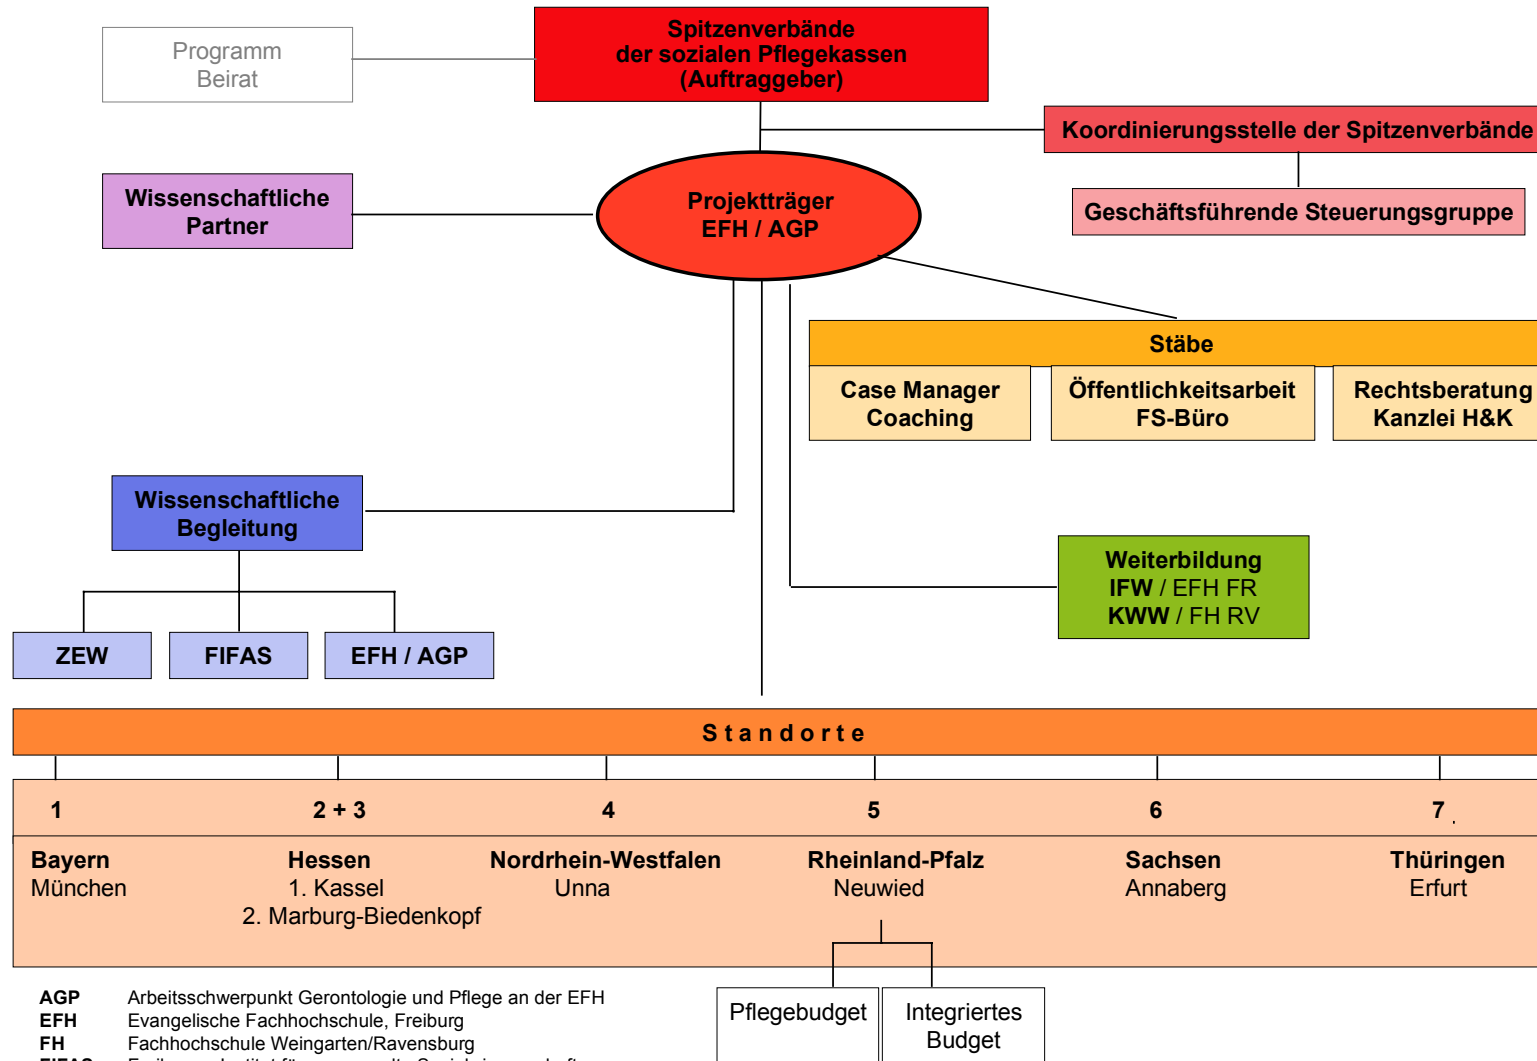 Programm
Beirat
Spitzenverbände
der sozialen Pflegekassen
(Auftraggeber)
Koordinierungsstelle der Spitzenverbände
Geschäftsführende Steuerungsgruppe
Wissenschaftliche
Partner
Projektträger
EFH / AGP
Stäbe
Case Manager
Coaching
Öffentlichkeitsarbeit
FS-Büro
Rechtsberatung
Kanzlei H&K
Wissenschaftliche
Begleitung
Weiterbildung
IFW / EFH FR
KWW / FH RV
ZEW
FIFAS
EFH / AGP
Standorte
1
2 + 3
4
5
6
7 .
Bayern
München
Hessen
1. Kassel
2. Marburg-Biedenkopf
Nordrhein-Westfalen
Unna
Rheinland-Pfalz
Neuwied
Sachsen
Annaberg
Thüringen
Erfurt
Pflegebudget
Integriertes
Budget
AGP Arbeitsschwerpunkt Gerontologie und Pflege an der EFH
EFH Evangelische Fachhochschule, Freiburg
FH Fachhochschule Weingarten/Ravensburg